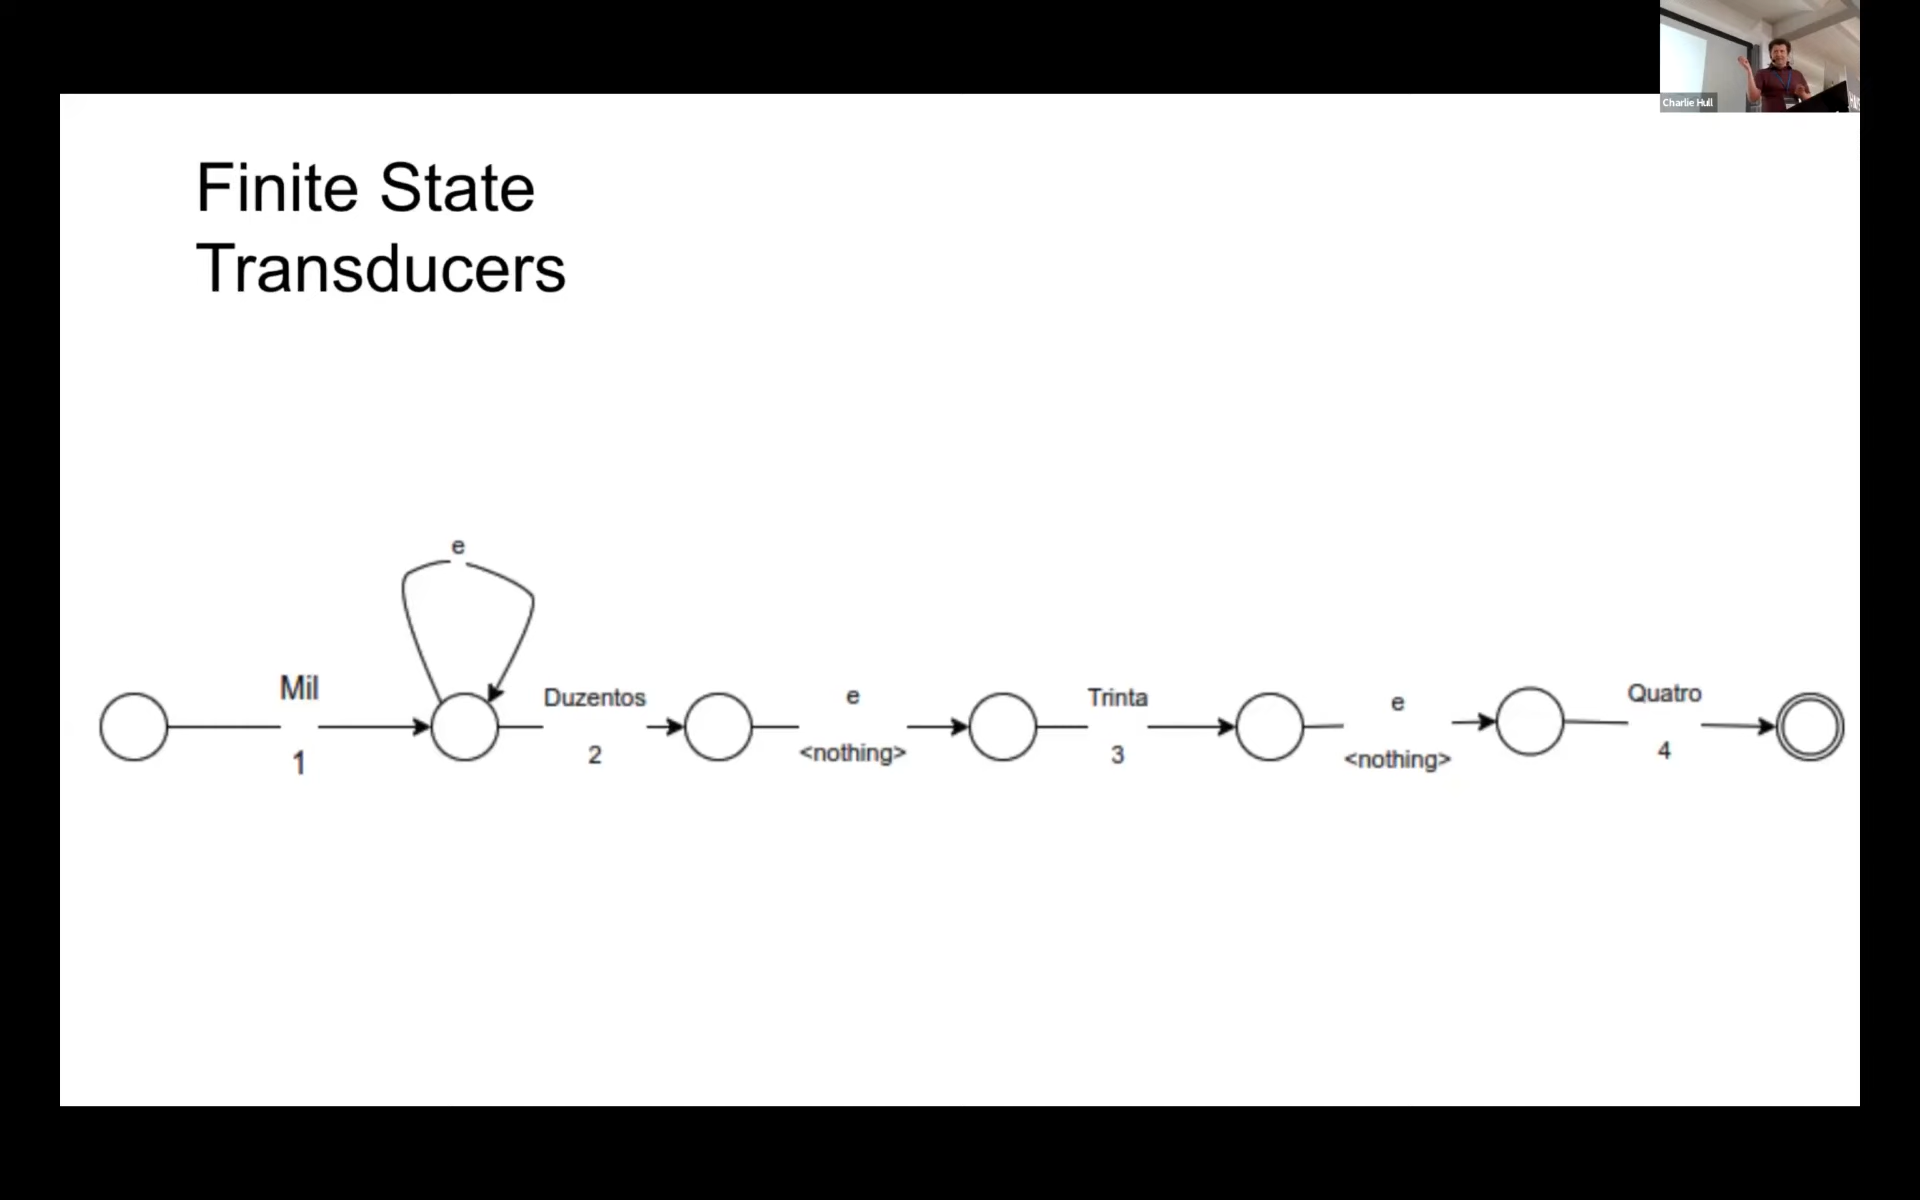 Charlie Hull
Finite State
Transducers
e
Mil
1
Duzentos
2
e
<nothing>
Trinta
3
e
<nothing>
Quatro
4